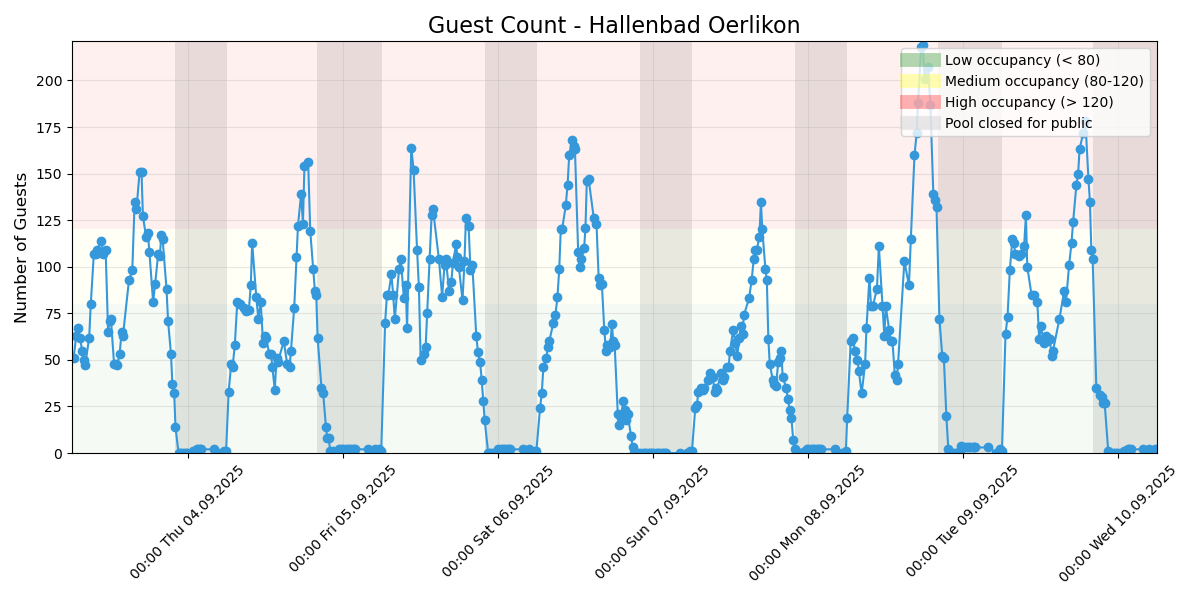 Guest Count - Hallenbad Oerlikon
Number of Guests
200
175
150
125
100
75
50
25
0
Low occupancy (< 80)
Medium occupancy (80-120)
High occupancy (> 120)
Pool closed for public
00:00 Thu 04.09.2025
00:00 Fri 05.09.2025
00:00 Sat 06.09.2025
00:00 Sun 07.09.2025
00:00 Mon 08.09.2025
00:00 Tue 09.09.2025
00:00 Wed 10.09.2025